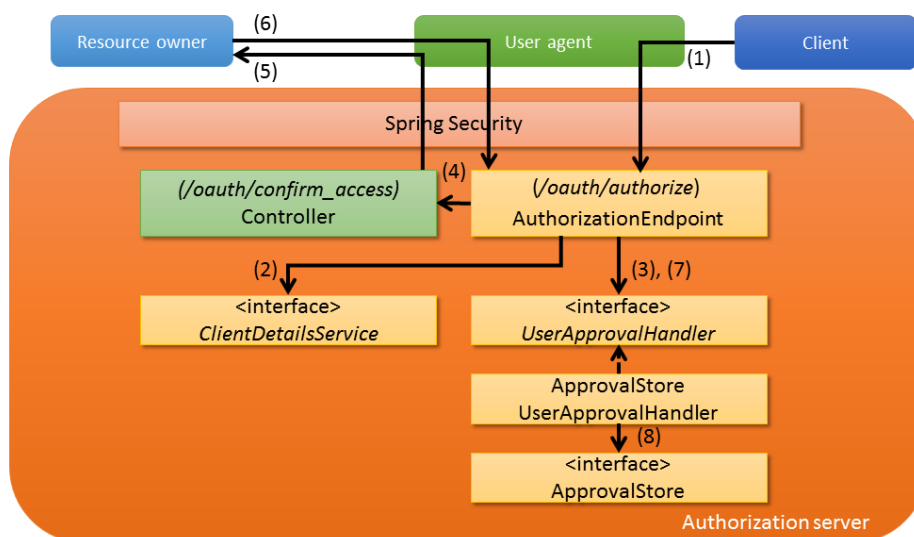 (6)
Resource owner
User agent
Client
(5)
(1)
Spring Security
(/oauth/confirm_access)
Controller
(4)
(/oauth/authorize)
AuthorizationEndpoint
(2)
(3), (7)
<interface>
ClientDetailsService
<interface>
UserApprovalHandler
ApprovalStore
UserApprovalHandler
(8)
<interface>
ApprovalStore
Authorization server